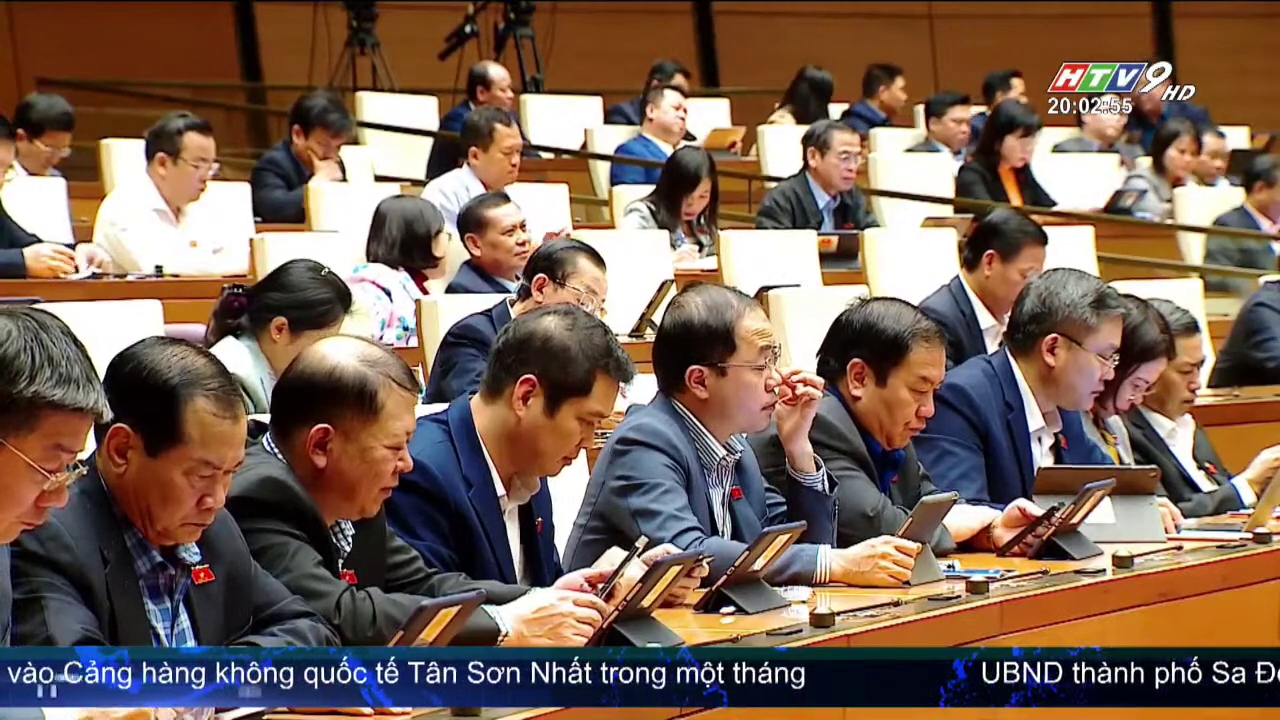 HTV9 HD
20:02:55
vào Cảng hàng không quốc tế Tân Sơn Nhất trong một tháng UBND thành phố Sa